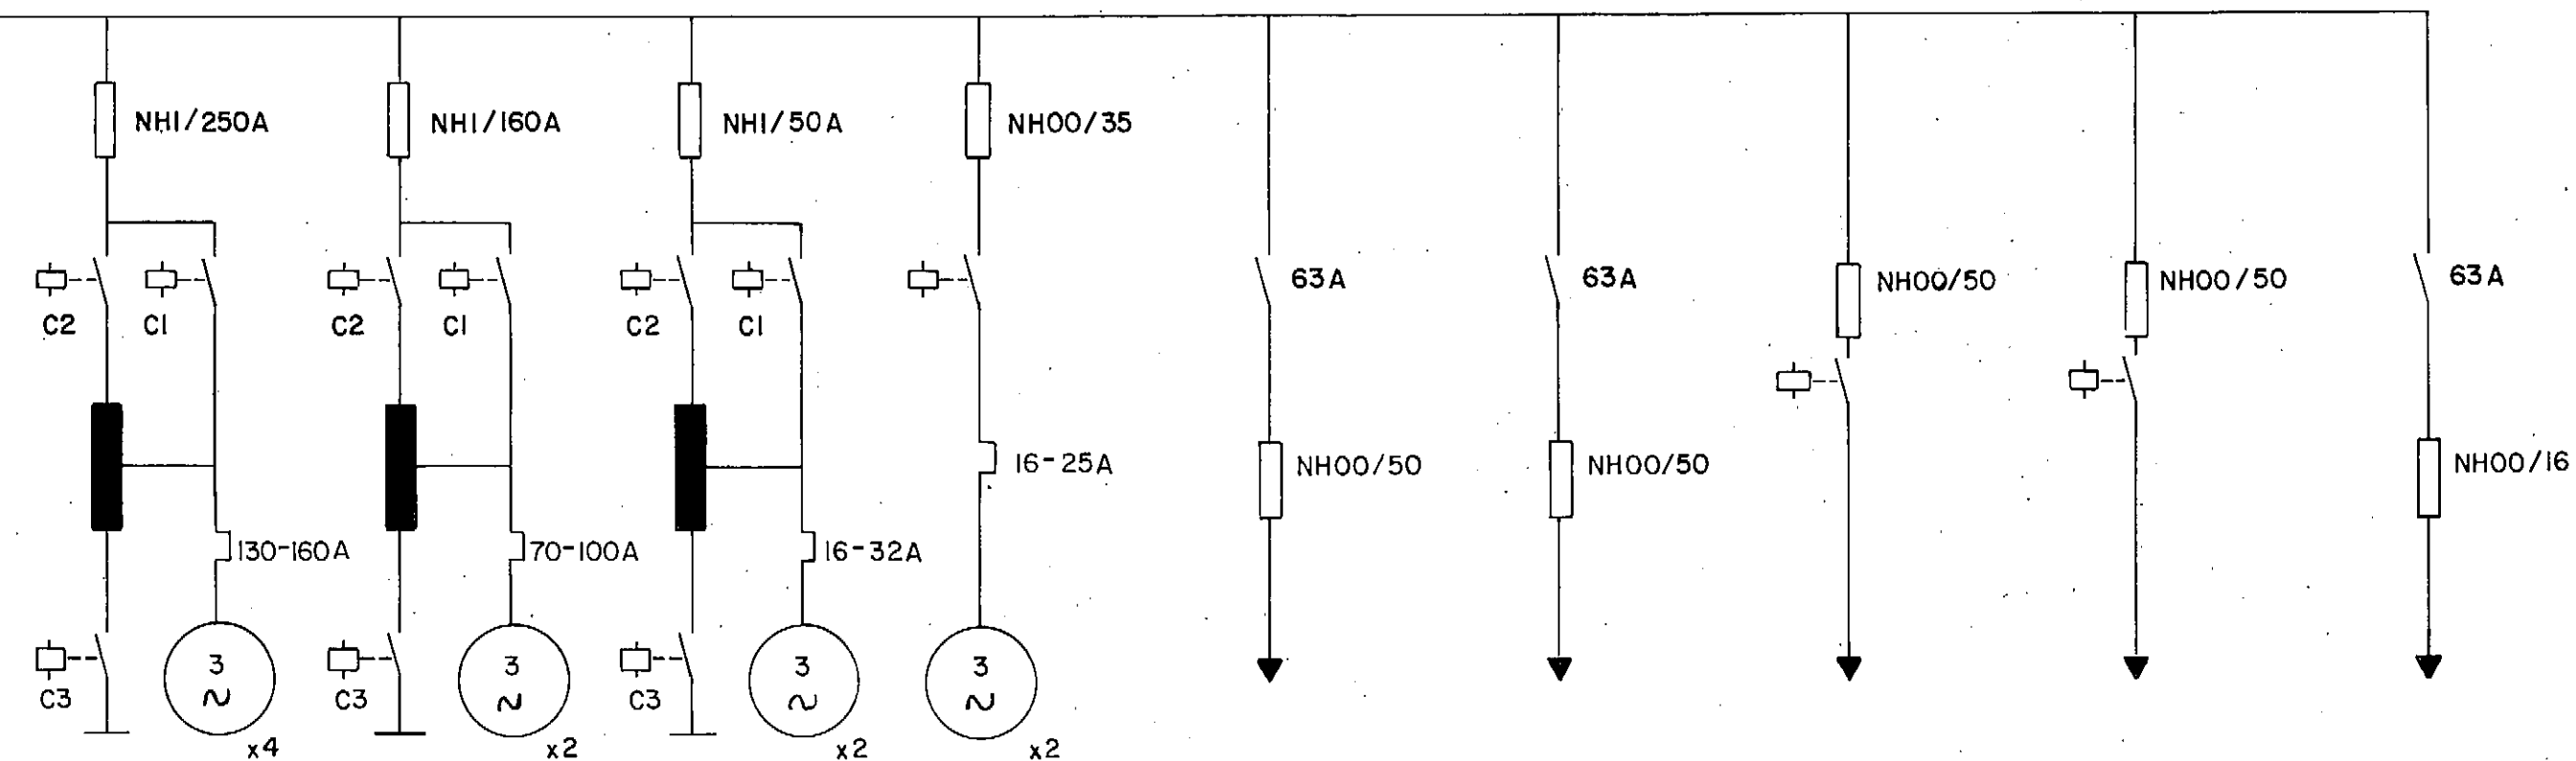 NH1/250A
NH1/160A
NH1/50A
NH00/35
C2
C1
C2
C1
C2
C1
63A
63A
NH00/50
NH00/50
63A
16-25A
NH00/50
NH00/50
NH00/16
130-160A
70-100A
16-32A
C3
3
~
x4
C3
3
~
x2
C3
3
~
x2
3
~
x2